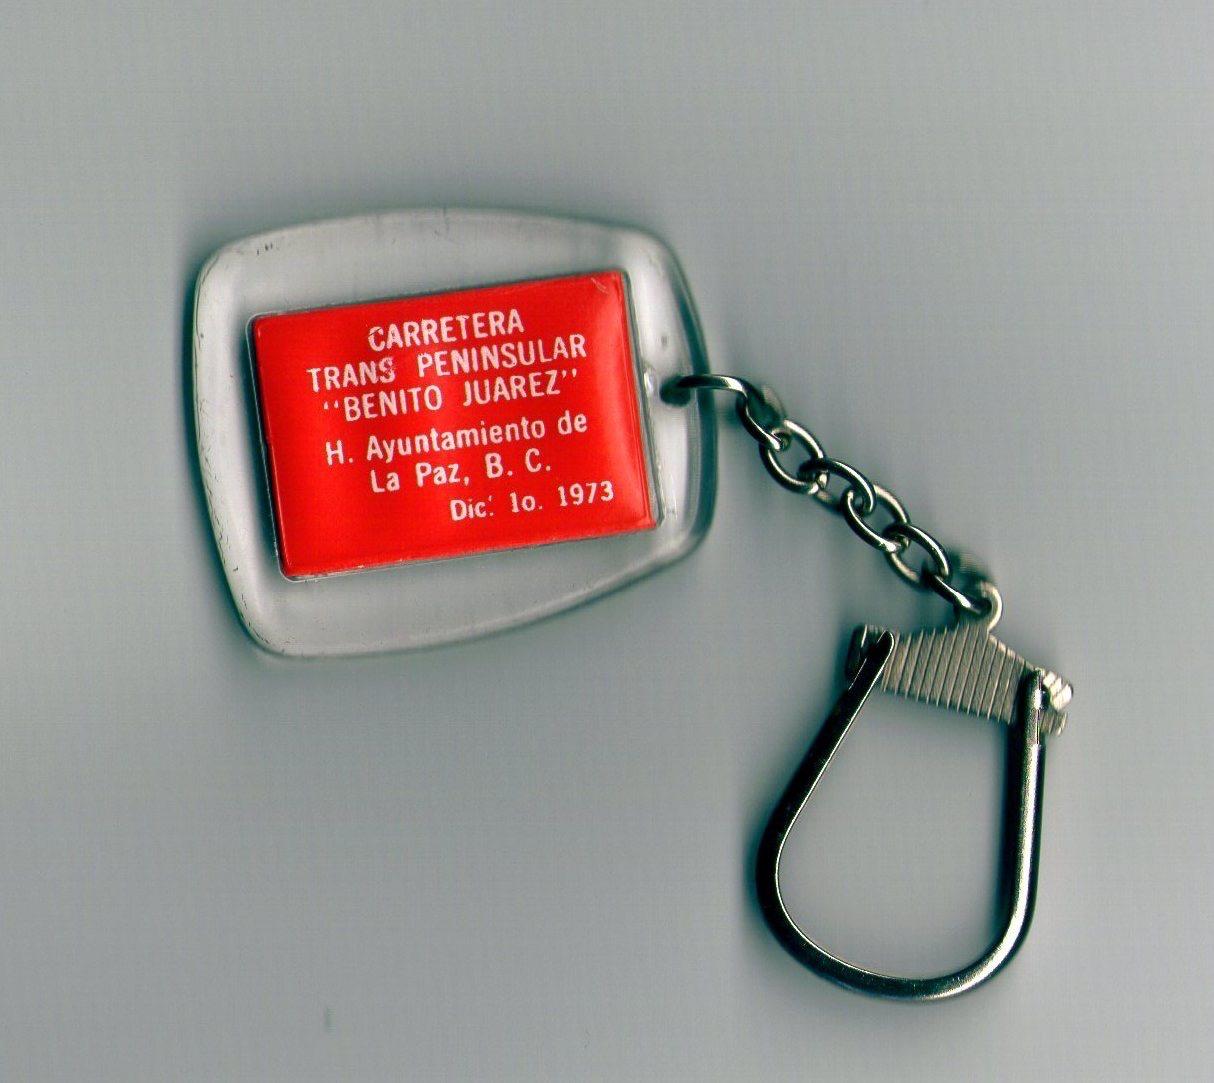 CARRETERA
TRANS PENINSULAR
"BENITO JUAREZ"
H. Ayuntamiento de
La Paz, B. C.
Dic. 1o. 1973